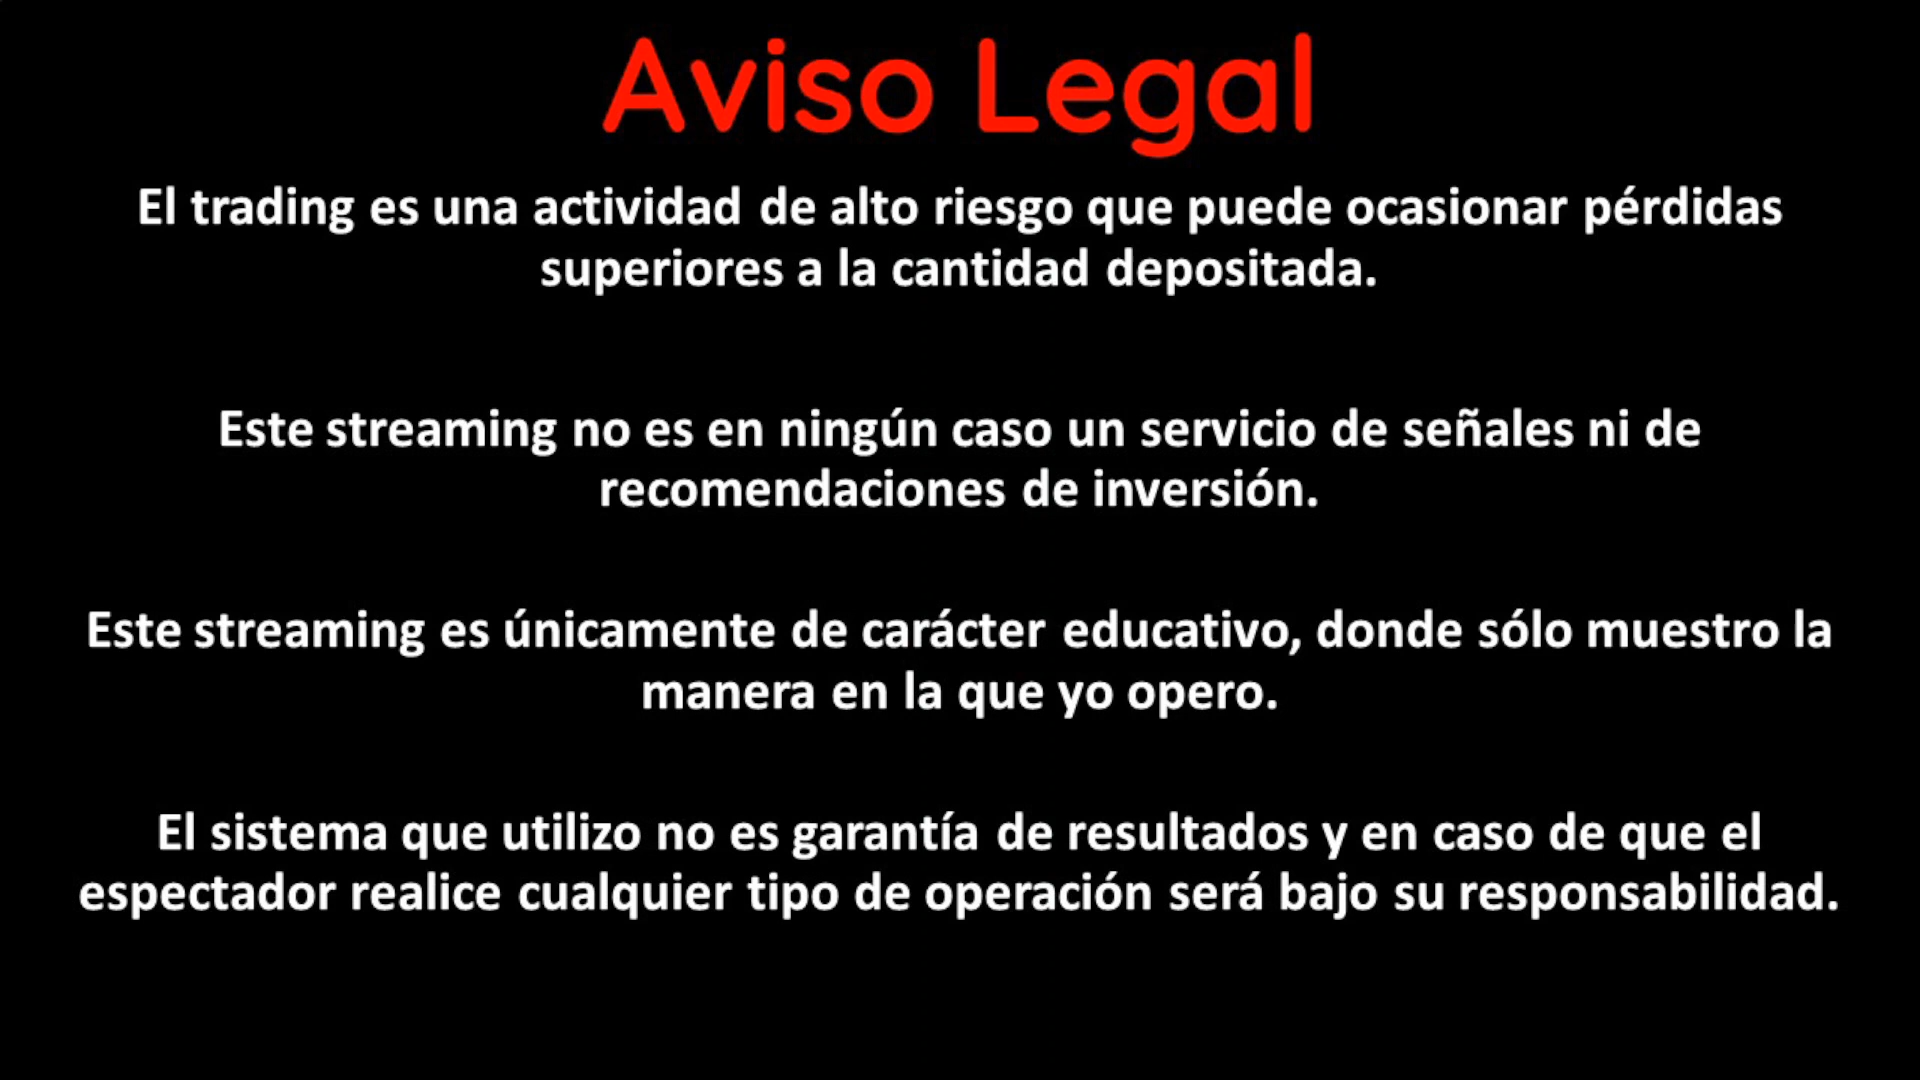 Aviso Legal
El trading es una actividad de alto riesgo que puede ocasionar pérdidas
superiores a la cantidad depositada.
Este streaming no es en ningún caso un servicio de señales ni de
recomendaciones de inversión.
Este streaming es únicamente de carácter educativo, donde sólo muestro la
manera en la que yo opero.
El sistema que utilizo no es garantía de resultados y en caso de que el
espectador realice cualquier tipo de operación será bajo su responsabilidad.